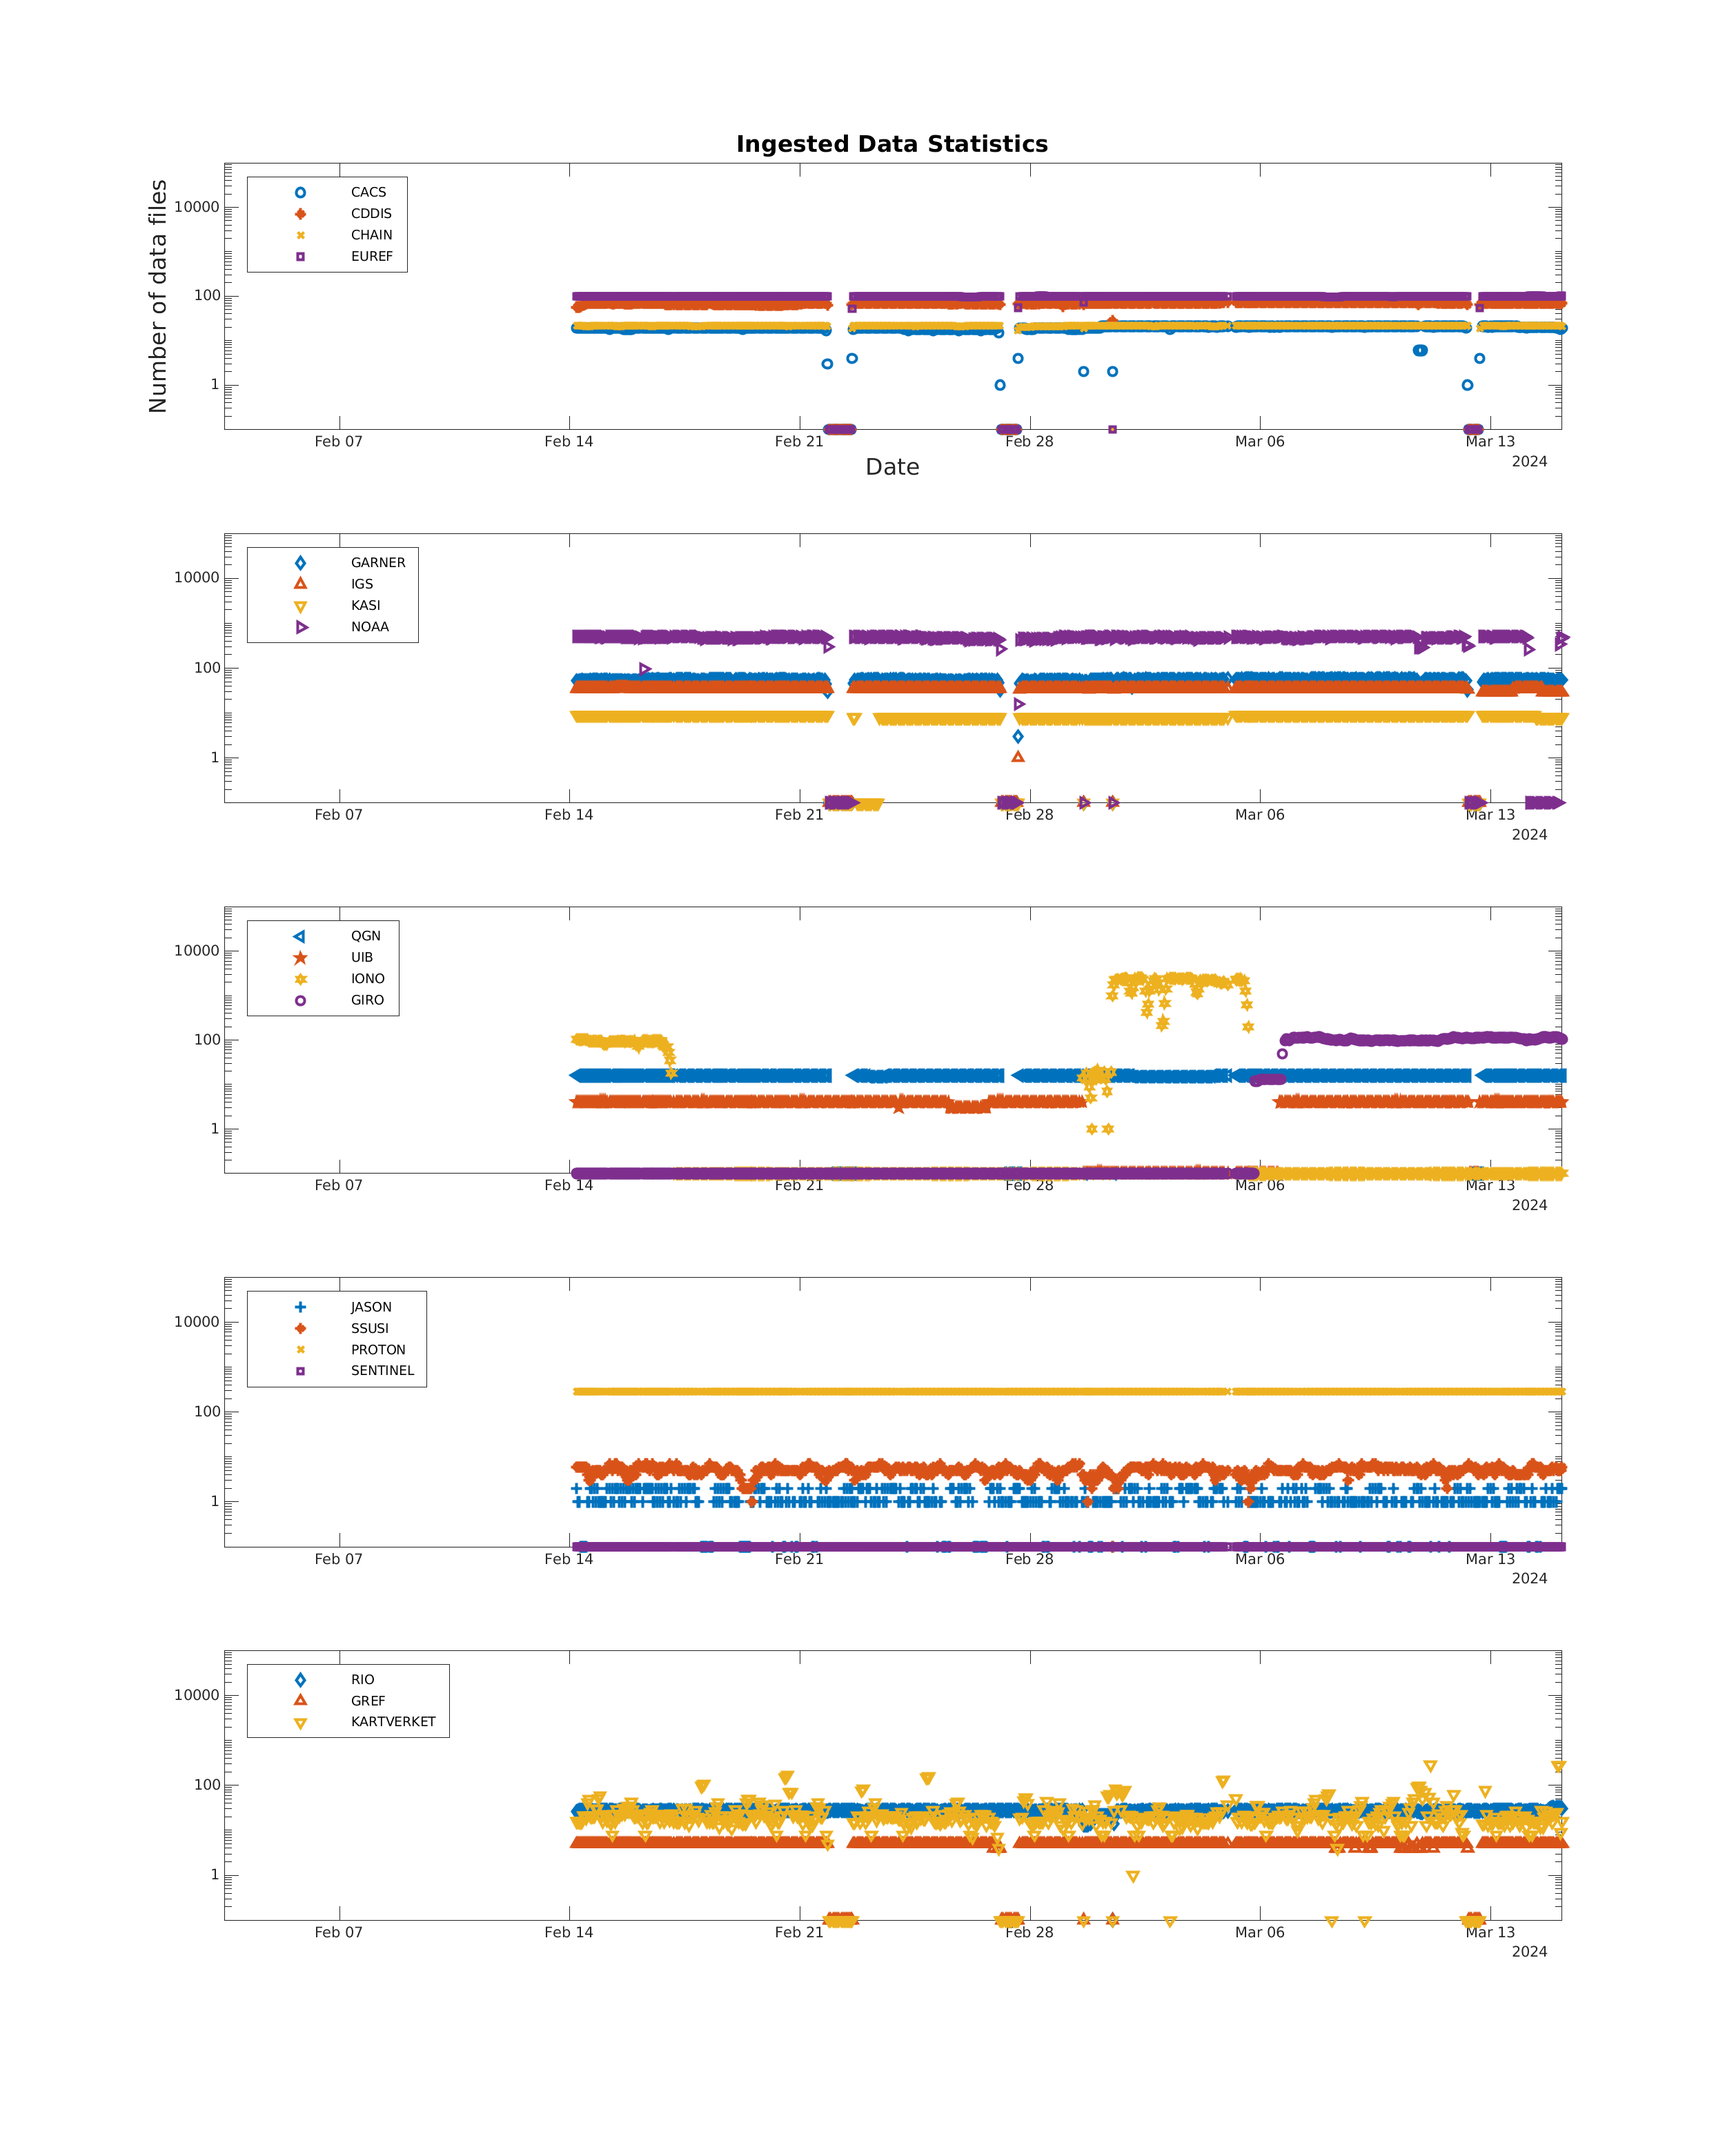 Ingested Data Statistics
Number of data files
10000
100
1
CACS
CDDIS
CHAIN
EUREF
Feb 07 Feb 14 Feb 21 Feb 28 Mar 06 Mar 13
2024
Date
10000
100
1
GARNER
IGS
KASI
NOAA
Feb 07 Feb 14 Feb 21 Feb 28 Mar 06 Mar 13
2024
10000
100
1
QGN
UIB
IONO
GIRO
Feb 07 Feb 14 Feb 21 Feb 28 Mar 06 Mar 13
2024
10000
100
1
JASON
SSUSI
PROTON
SENTINEL
Feb 07 Feb 14 Feb 21 Feb 28 Mar 06 Mar 13
2024
10000
100
1
RIO
GREF
KARTVERKET
Feb 07 Feb 14 Feb 21 Feb 28 Mar 06 Mar 13
2024